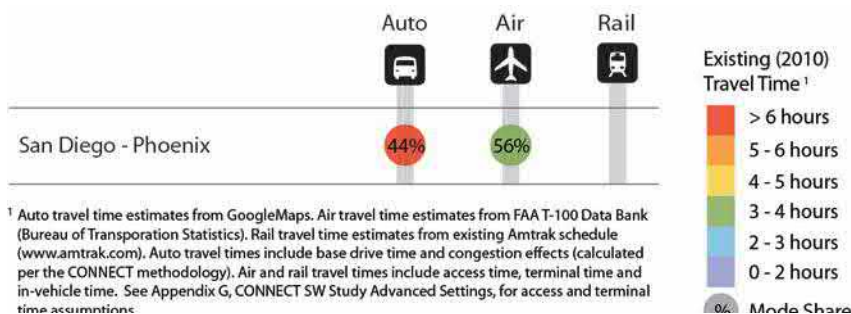 Auto Air Rail
Existing (2010)
Travel Time ¹
> 6 hours
San Diego - Phoenix 44% 56%
5 - 6 hours
4 - 5 hours
3 - 4 hours
2 - 3 hours
0 - 2 hours
% Mode Share
¹ Auto travel time estimates from GoogleMaps. Air travel time estimates from FAA T-100 Data Bank
(Bureau of Transporation Statistics). Rail travel time estimates from existing Amtrak schedule
(www.amtrak.com). Auto travel times include base drive time and congestion effects (calculated
per the CONNECT methodology). Air and rail travel times include access time, terminal time and
in-vehicle time. See Appendix G, CONNECT SW Study Advanced Settings, for access and terminal
time assumptions.